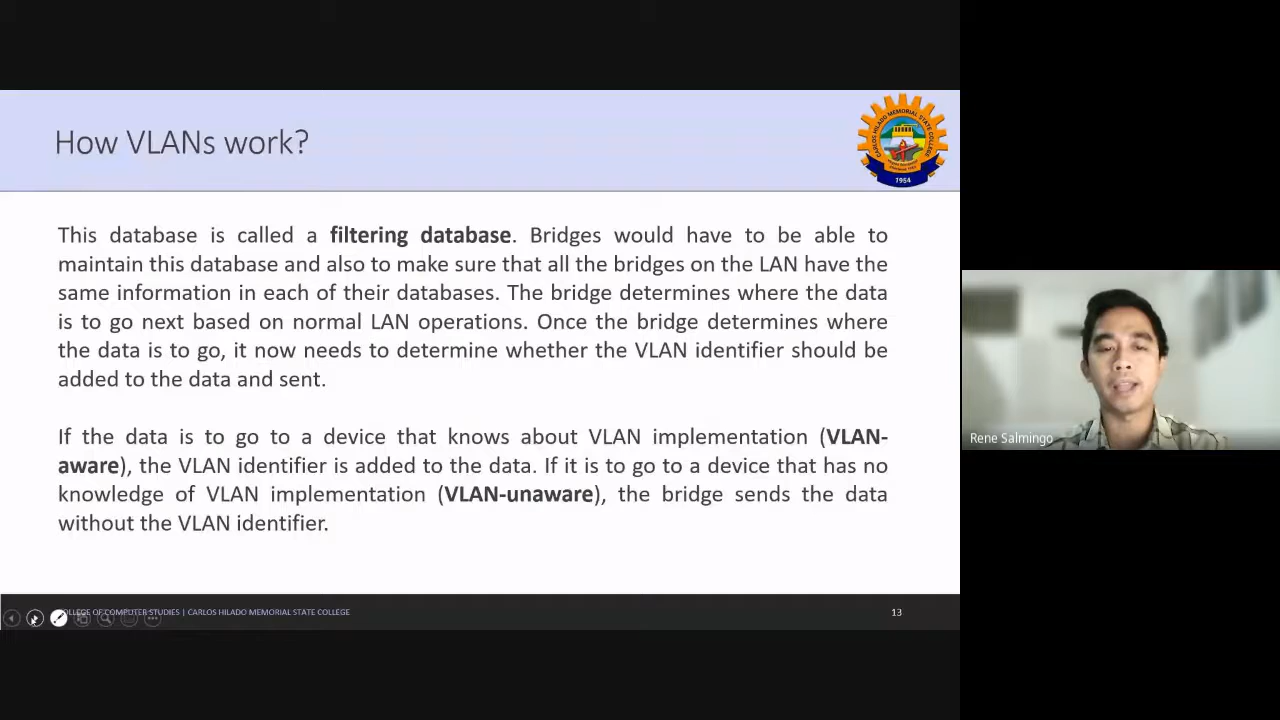 How VLANs work?
CARLOS HILADO MEMORIAL STATE COLLEGE
1954
This database is called a filtering database. Bridges would have to be able to
maintain this database and also to make sure that all the bridges on the LAN have the
same information in each of their databases. The bridge determines where the data
is to go next based on normal LAN operations. Once the bridge determines where
the data is to go, it now needs to determine whether the VLAN identifier should be
added to the data and sent.
If the data is to go to a device that knows about VLAN implementation (VLAN-
aware), the VLAN identifier is added to the data. If it is to go to a device that has no
knowledge of VLAN implementation (VLAN-unaware), the bridge sends the data
without the VLAN identifier.
Rene Salmingo
COLLEGE OF COMPUTER STUDIES | CARLOS HILADO MEMORIAL STATE COLLEGE
13